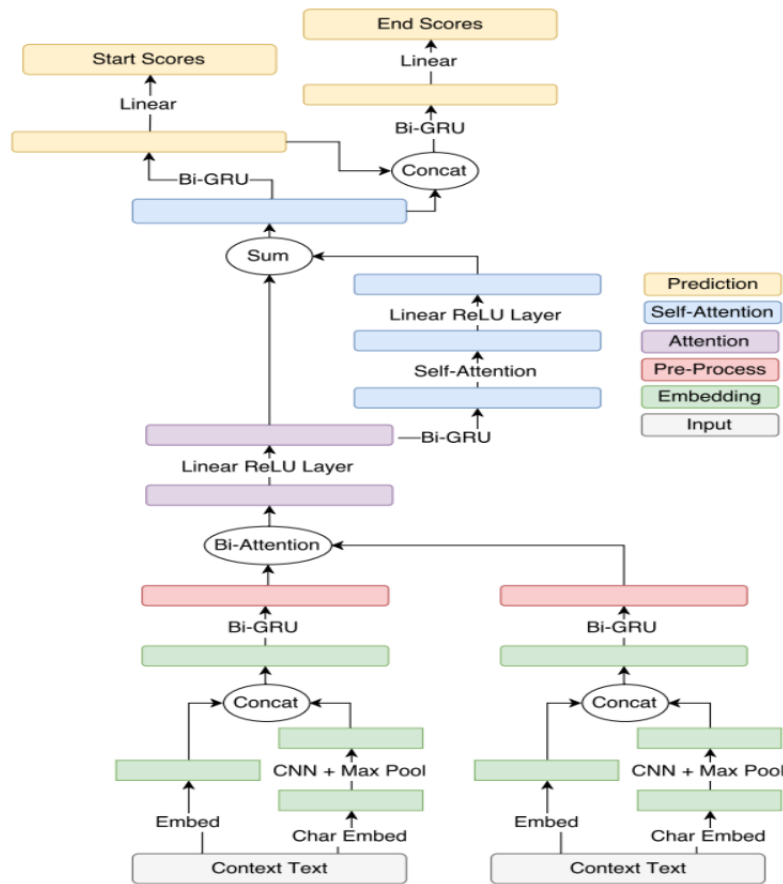 End Scores
Start Scores
Linear
Linear
Bi-GRU
Concat
Bi-GRU
Sum
Prediction
Self-Attention
Attention
Pre-Process
Embedding
Input
Linear ReLU Layer
Self-Attention
Bi-GRU
Linear ReLU Layer
Bi-Attention
Bi-GRU
Bi-GRU
Concat
Concat
CNN + Max Pool
CNN + Max Pool
Embed
Char Embed
Embed
Char Embed
Context Text
Context Text